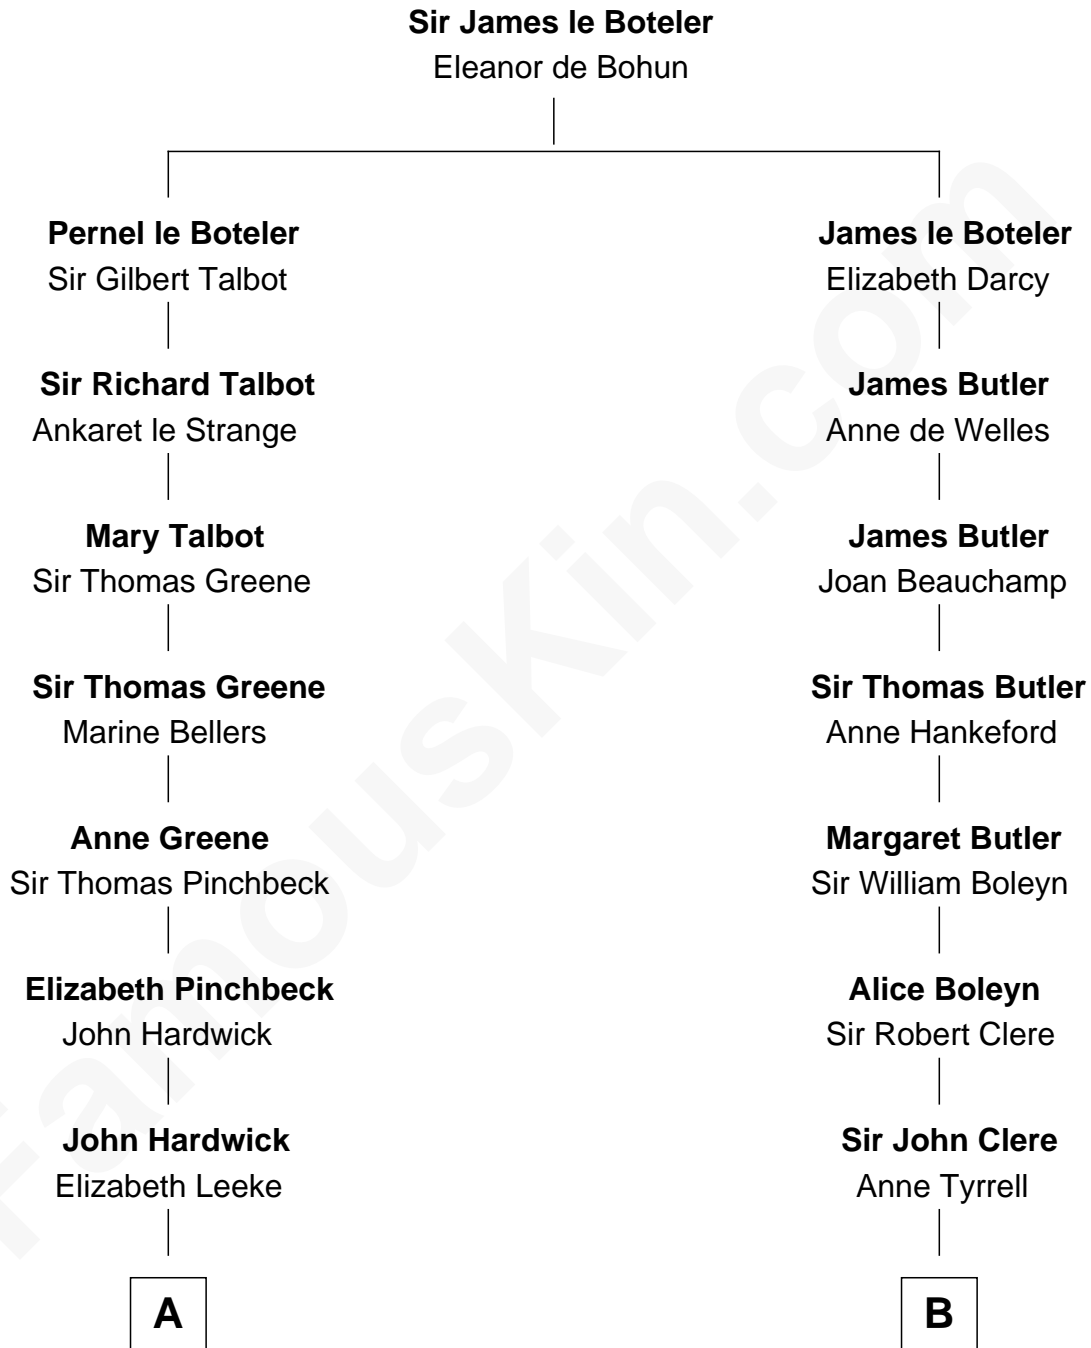 Sir James le Boteler
Eleanor de Bohun
Pernel le Boteler
Sir Gilbert Talbot
James le Boteler
Elizabeth Darcy
Sir Richard Talbot
Ankaret le Strange
James Butler
Anne de Welles
Mary Talbot
Sir Thomas Greene
James Butler
Joan Beauchamp
Sir Thomas Greene
Marine Bellers
Sir Thomas Butler
Anne Hankeford
Anne Greene
Sir Thomas Pinchbeck
Margaret Butler
Sir William Boleyn
Elizabeth Pinchbeck
John Hardwick
Alice Boleyn
Sir Robert Clere
John Hardwick
Elizabeth Leeke
Sir John Clere
Anne Tyrrell
A
B
FamousKin.com